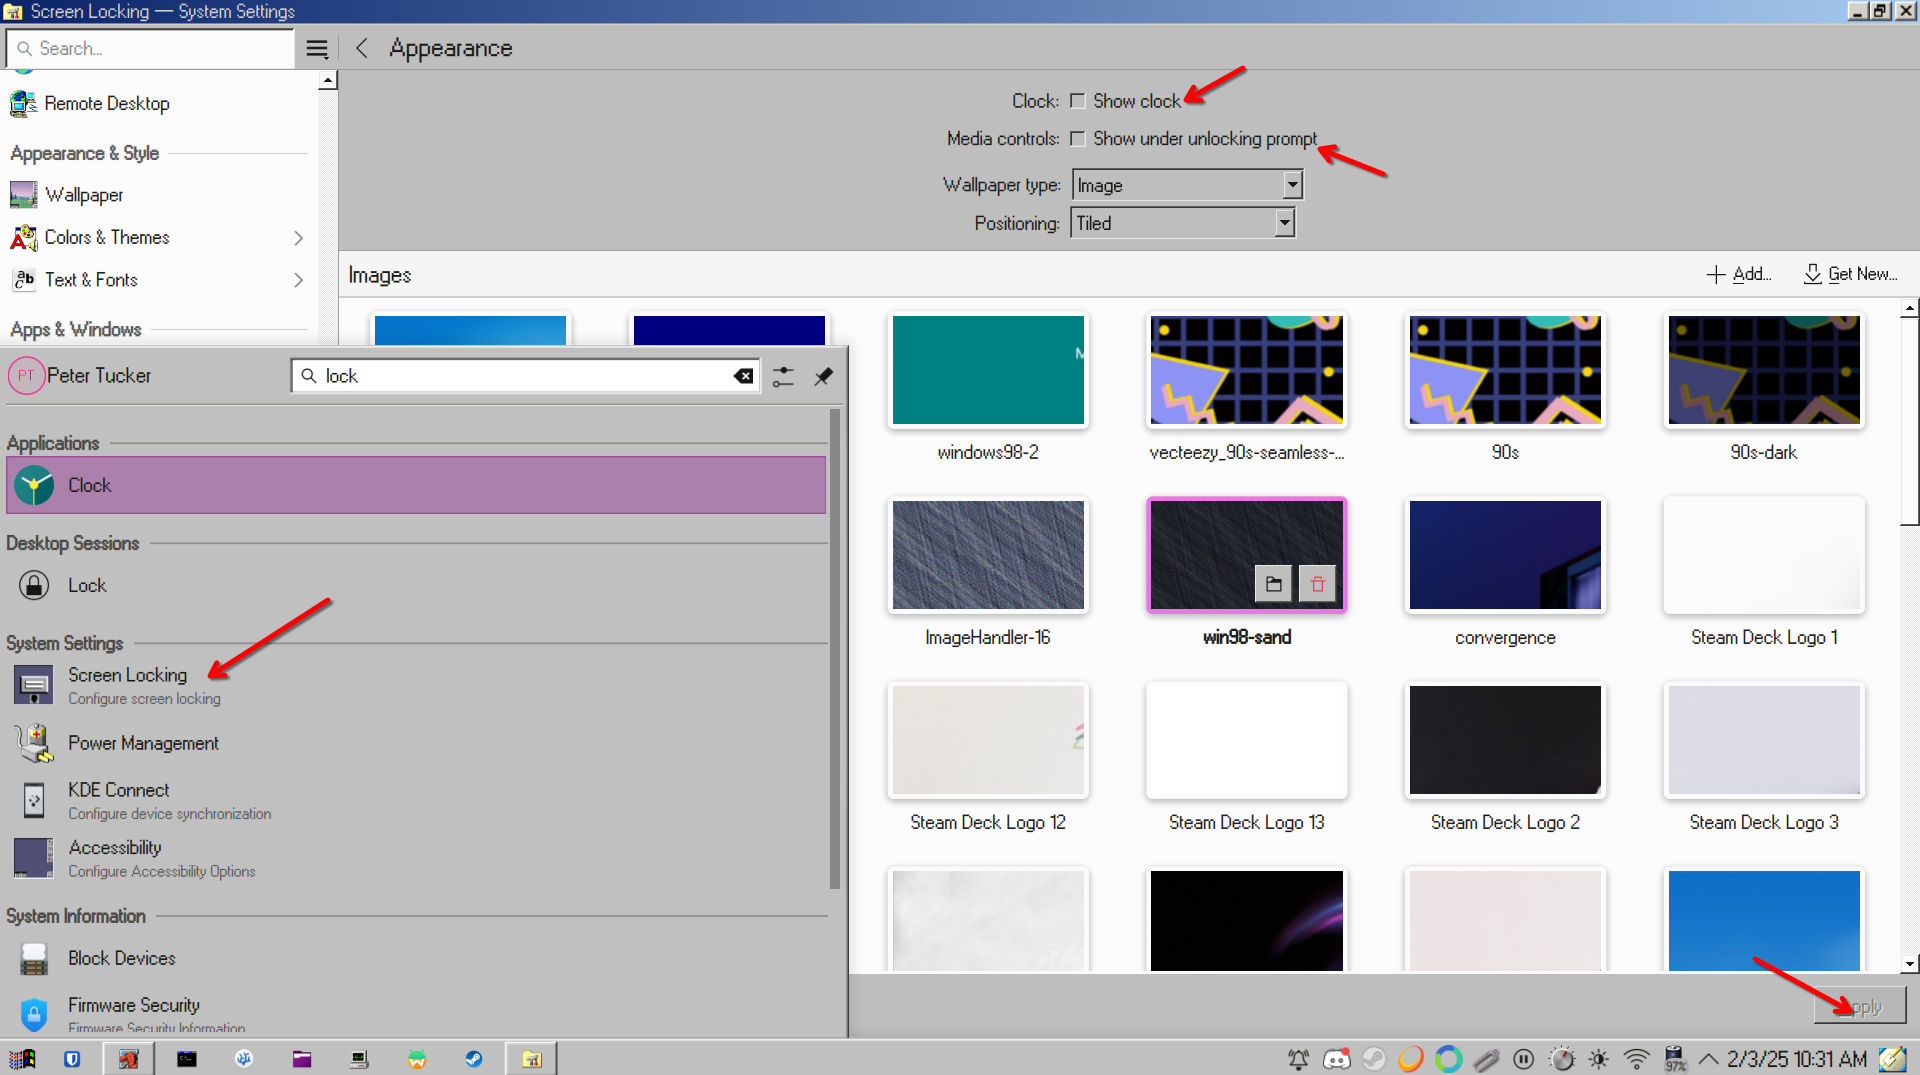 Screen Locking — System Settings
Search...
Appearance
Remote Desktop
Appearance & Style
Wallpaper
Colors & Themes
Text & Fonts
Apps & Windows
Clock: Show clock
Media controls: Show under unlocking prompt
Wallpaper type: Image
Positioning: Tiled
Images
Add...
Get New...
windows98-2
vecteezy_90s-seamless-...
90s
90s-dark
ImageHandler-16
win98-sand
convergence
Steam Deck Logo 1
Steam Deck Logo 12
Steam Deck Logo 13
Steam Deck Logo 2
Steam Deck Logo 3
PT
Peter Tucker
lock
Applications
Clock
Desktop Sessions
Lock
System Settings
Screen Locking
Configure screen locking
Power Management
KDE Connect
Configure device synchronization
Accessibility
Configure Accessibility Options
System Information
Block Devices
Firmware Security
Firmware Security Information
97%
2/3/25 10:31 AM